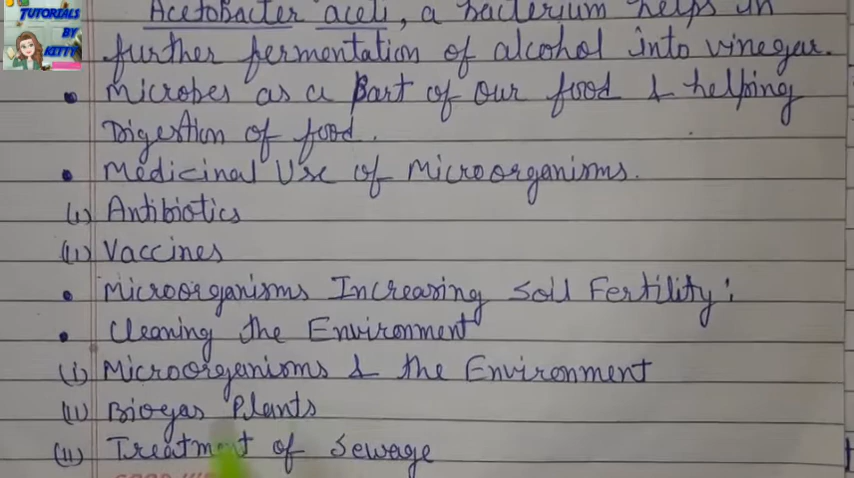 TUTORIALS
BY
KITTY
Acetobacter aceti, a bacterium helps in
further fermentation of alcohol into vinegar.
• Microbes as a Part of our food & helping
Digestion of food.
• Medicinal Use of Microorganisms.
(i) Antibiotics
(ii) Vaccines
• Microorganisms Increasing Soil Fertility:
• Cleaning the Environment
(i) Microorganisms & the Environment
(ii) Biogas Plants
(ii) Treatment of Sewage